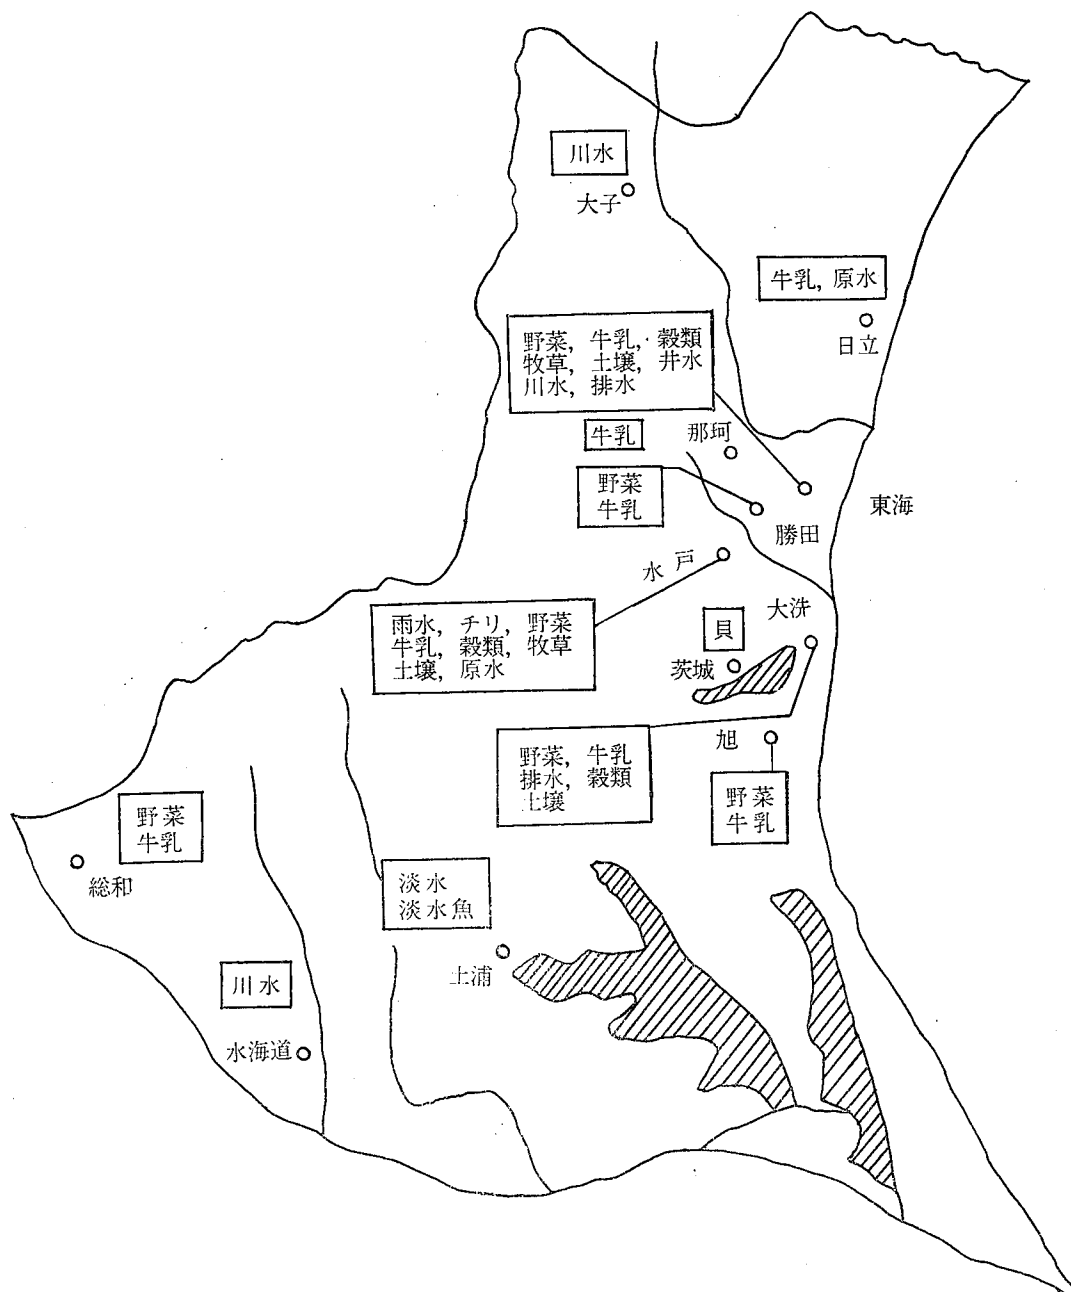 川水
大子
牛乳, 原水
日立
野菜, 牛乳, 穀類
牧草, 土壌, 井水
川水, 排水
牛乳
那珂
野菜
牛乳
東海
勝田
水戸
雨水, チリ, 野菜
牛乳, 穀類, 牧草
土壌, 原水
大洗
貝
茨城
旭
野菜, 牛乳
排水, 穀類
土壌
野菜
牛乳
野菜
牛乳
総和
淡水
淡水魚
土浦
川水
水海道